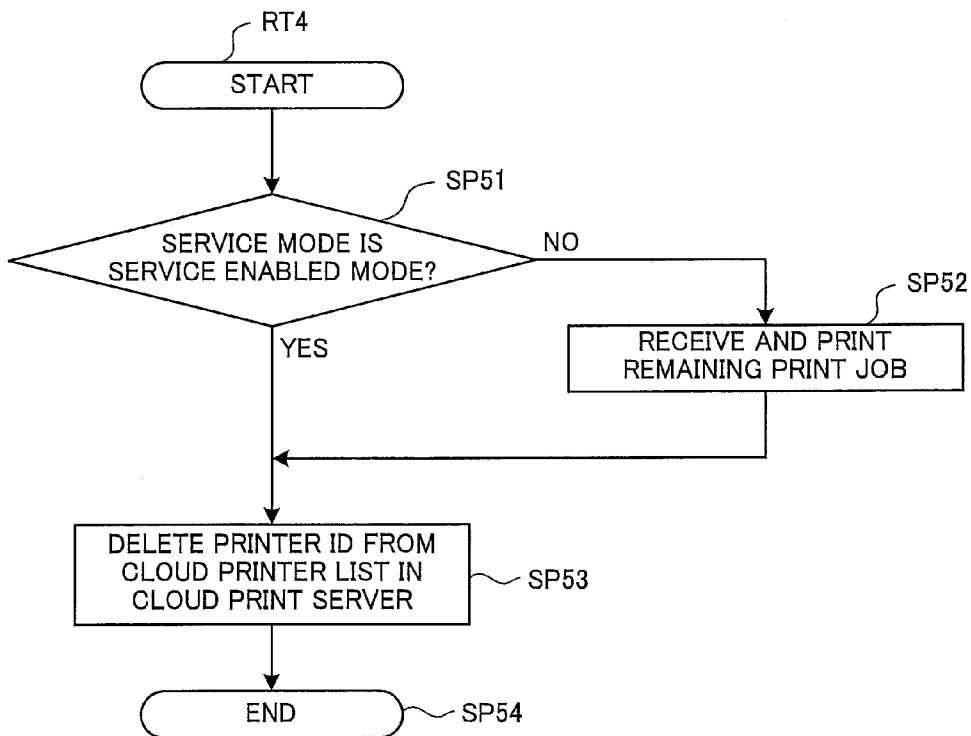 RT4
START
SP51
SERVICE MODE IS
SERVICE ENABLED MODE?
NO
SP52
YES
RECEIVE AND PRINT
REMAINING PRINT JOB
DELETE PRINTER ID FROM
CLOUD PRINTER LIST IN
CLOUD PRINT SERVER
SP53
END
SP54